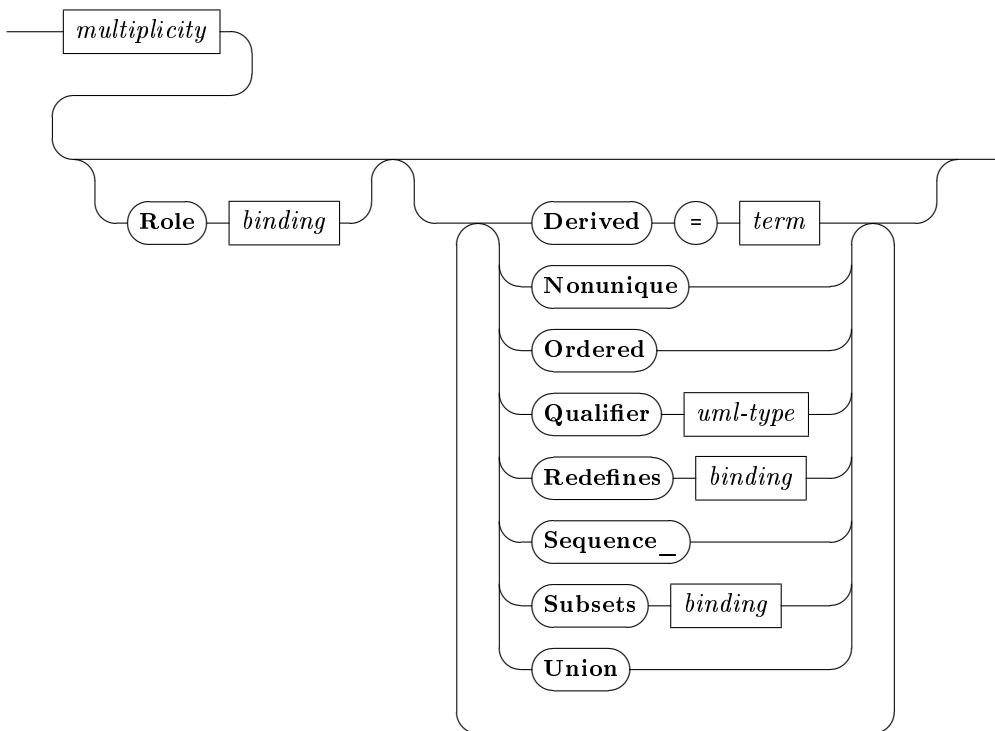 multiplicity
Role binding
Derived = term
Nonunique
Ordered
Qualifier uml-type
Redefines binding
Sequence_
Subsets binding
Union